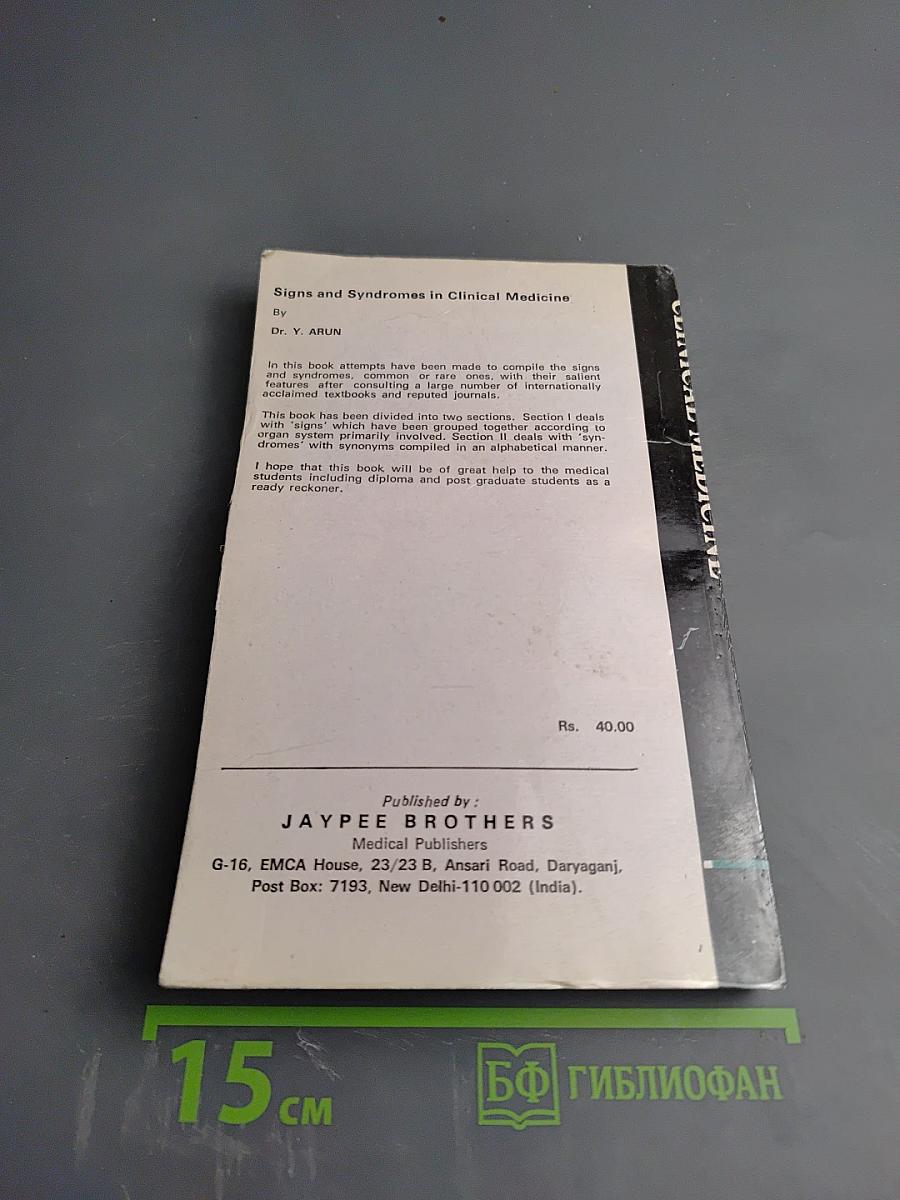 Signs and Syndromes in Clinical Medicine
By
Dr. Y. ARUN
In this book attempts have been made to compile the signs
and syndromes, common or rare ones, with their salient
features after consulting a large number of internationally
acclaimed textbooks and reputed journals.
This book has been divided into two sections. Section I deals
with 'signs' which have been grouped together according to
organ system primarily involved. Section II deals with 'syn-
dromes' with synonyms compiled in an alphabetical manner.
I hope that this book will be of great help to the medical
students including diploma and post graduate students as a
ready reckoner.
Rs. 40.00
Published by :
JAYPEE BROTHERS
Medical Publishers
G-16, EMCA House, 23/23 B, Ansari Road, Daryaganj,
Post Box: 7193, New Delhi-110 002 (India).
CLINICAL MEDICINE
15 см
БФ ГИБЛИОФАН